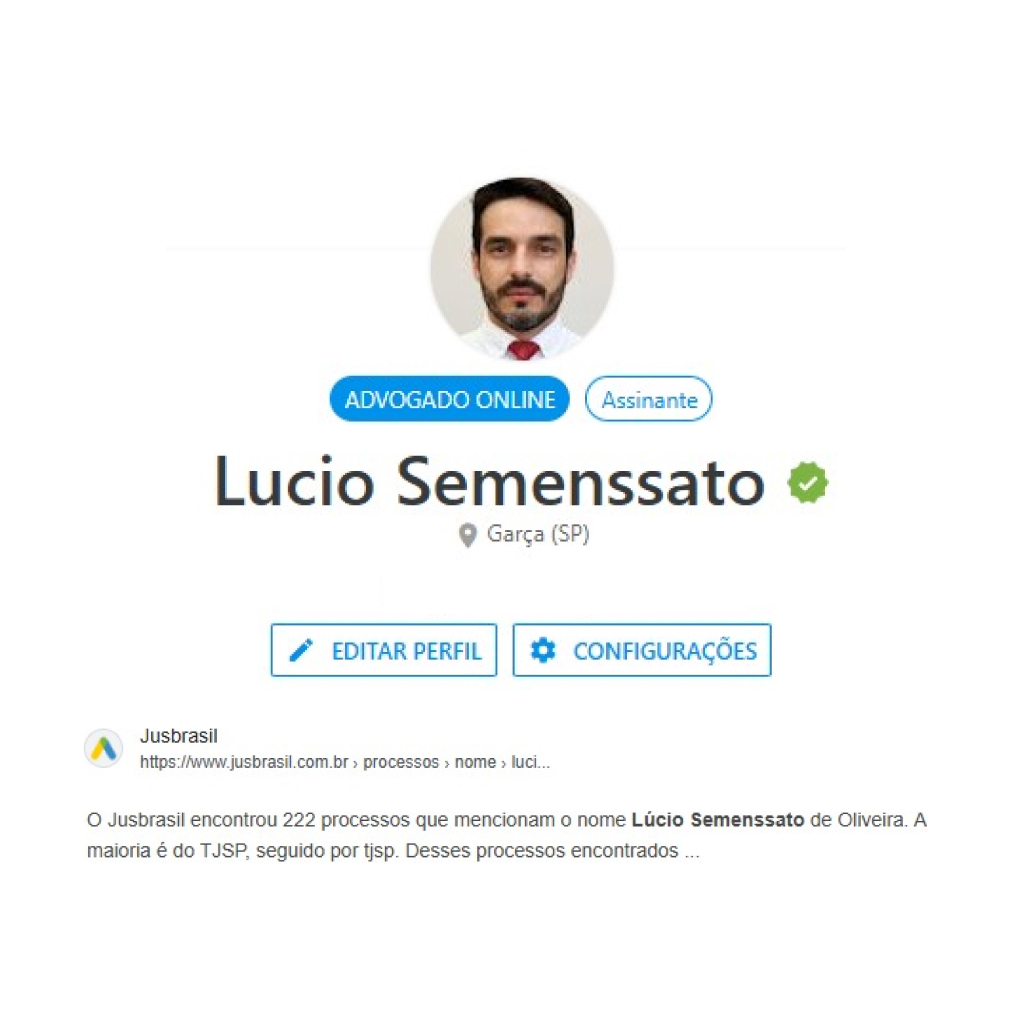 ADVOGADO ONLINE Assinante
Lucio Semenssato
Garça (SP)
EDITAR PERFIL CONFIGURAÇÕES
Jusbrasil
https://www.jusbrasil.com.br › processos › nome › luci...
O Jusbrasil encontrou 222 processos que mencionam o nome Lúcio Semenssato de Oliveira. A
maioria é do TJSP, seguido por tjsp. Desses processos encontrados ...